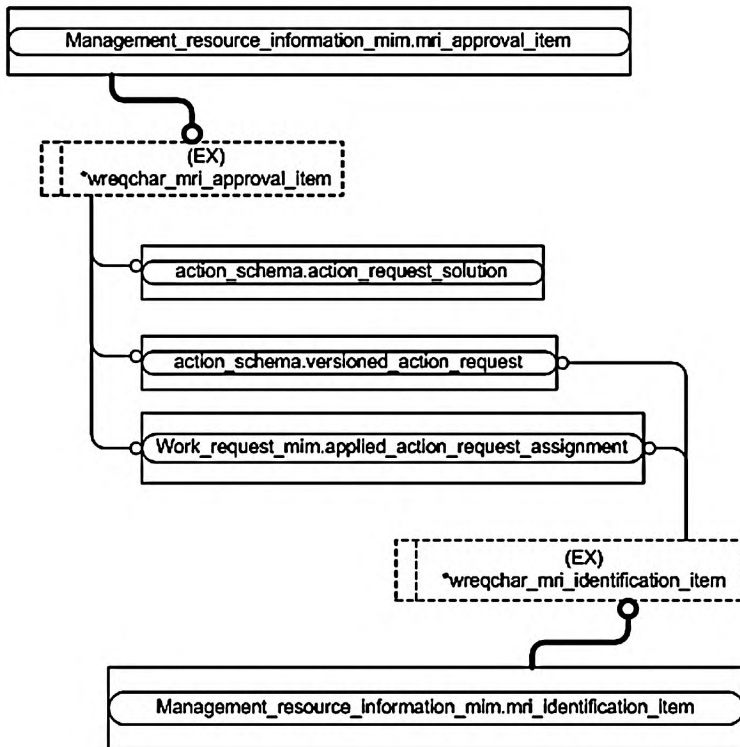 Management_resource_information_mim.mri_approval_item
(EX)
*wreqchar_mri_approval_item
action_schema.action_request_solution
action_schema.versioned_action_request
Work_request_mim.applied_action_request_assignment
(EX)
*wreqchar_mri_identification_item
Management_resource_information_mim.mri_identification_item